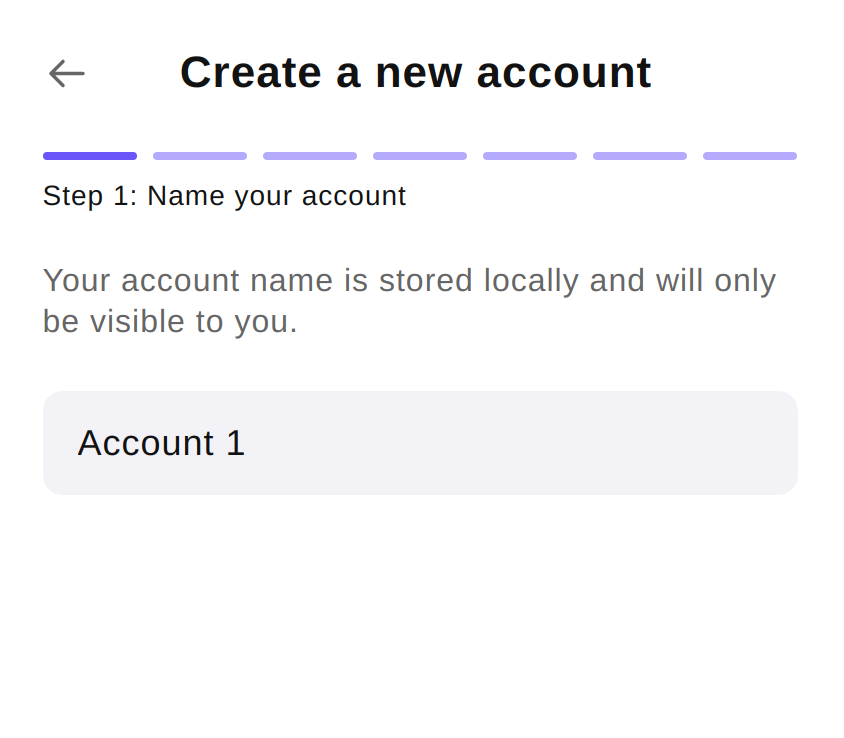 Create a new account
Step 1: Name your account
Your account name is stored locally and will only
be visible to you.
Account 1